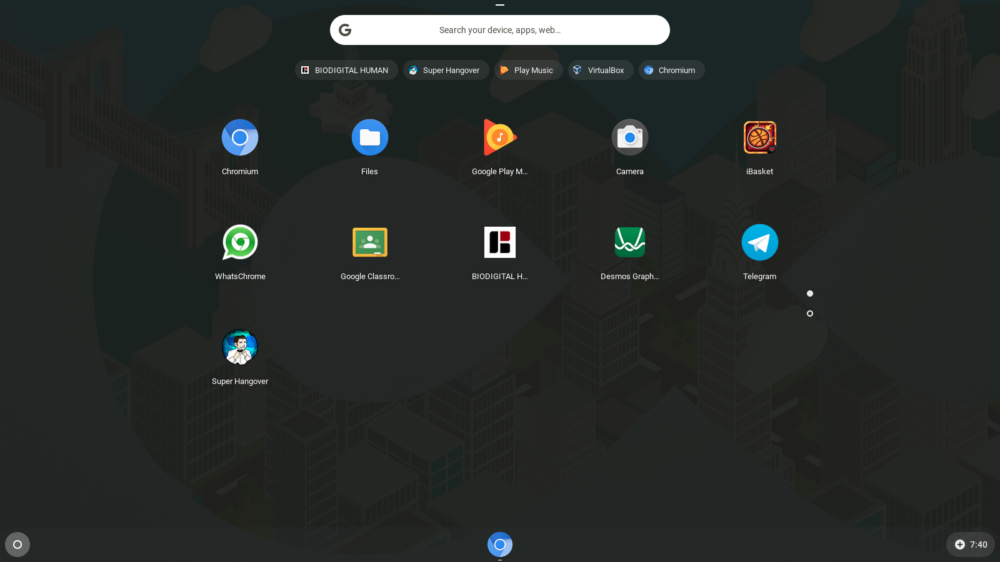 Search your device, apps, web...
BIODIGITAL HUMAN
Super Hangover
Play Music
VirtualBox
Chromium
Chromium
Files
Google Play M...
Camera
iBasket
WhatsChrome
Google Classro...
BIODIGITAL H...
Desmos Graph...
Telegram
Super Hangover
7:40